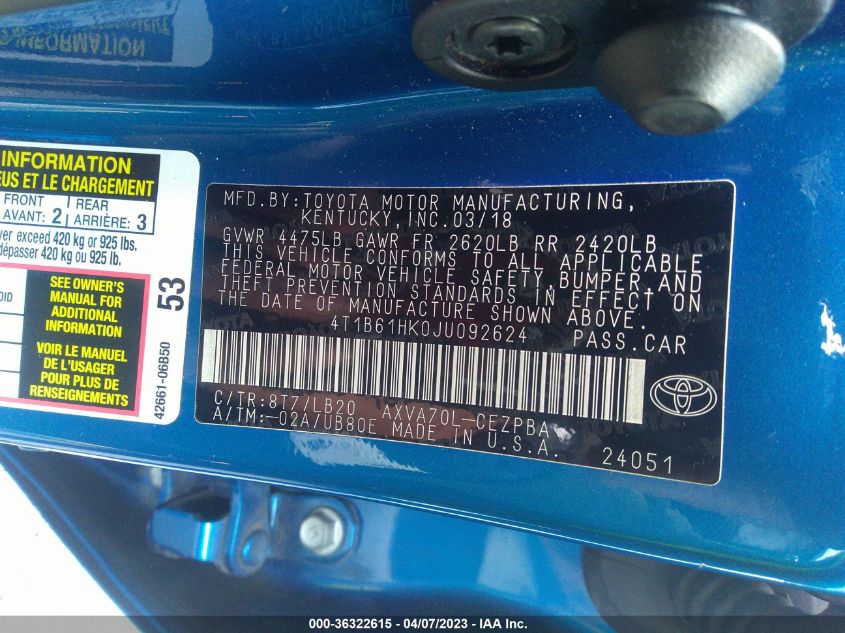 INFORMATION
INFORMATION
EUS ET LE CHARGEMENT
FRONT
AVANT: 2
REAR
ARRIÈRE: 3
ver exceed 420 kg or 925 lbs.
dépasser 420 kg ou 925 lb.
OID
SEE OWNER'S
MANUAL FOR
ADDITIONAL
INFORMATION
VOIR LE MANUEL
DE L'USAGER
POUR PLUS DE
RENSEIGNEMENTS
53
42661-06B50
MFD.BY:TOYOTA MOTOR MANUFACTURING,
KENTUCKY,INC.03/18
GVWR 4475LB GAWR FR 2620LB RR 2420LB
THIS VEHICLE CONFORMS TO ALL APPLICABLE
FEDERAL MOTOR VEHICLE SAFETY,BUMPER,AND
THEFT PREVENTION STANDARDS IN EFFECT ON
THE DATE OF MANUFACTURE SHOWN ABOVE.
4T1B61HK0JU092624 PASS.CAR
C/TR:8T7/LB20 AXVA70L-CEZPBA
A/TM:-02A/UB80E MADE IN U.S.A.
24051
000-36322615 - 04/07/2023 - IAA Inc.